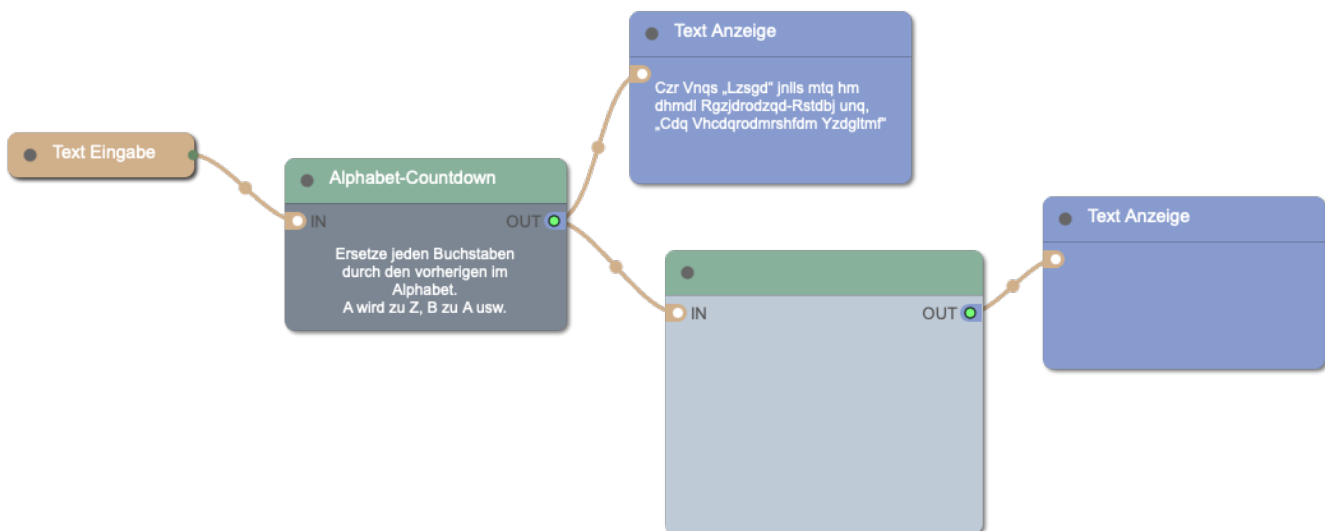 Text Eingabe
Alphabet-Countdown
IN
OUT
Ersetze jeden Buchstaben
durch den vorherigen im
Alphabet.
A wird zu Z, B zu A usw.
Text Anzeige
Czr Vnqs „Lzsgd“ jnlls mtq hm
dhmdl Rgzjdrodzqd-Rstdbj unq,
„Cdq Vhcdqrodmrshfdm Yzdgltmf“
IN
OUT
Text Anzeige